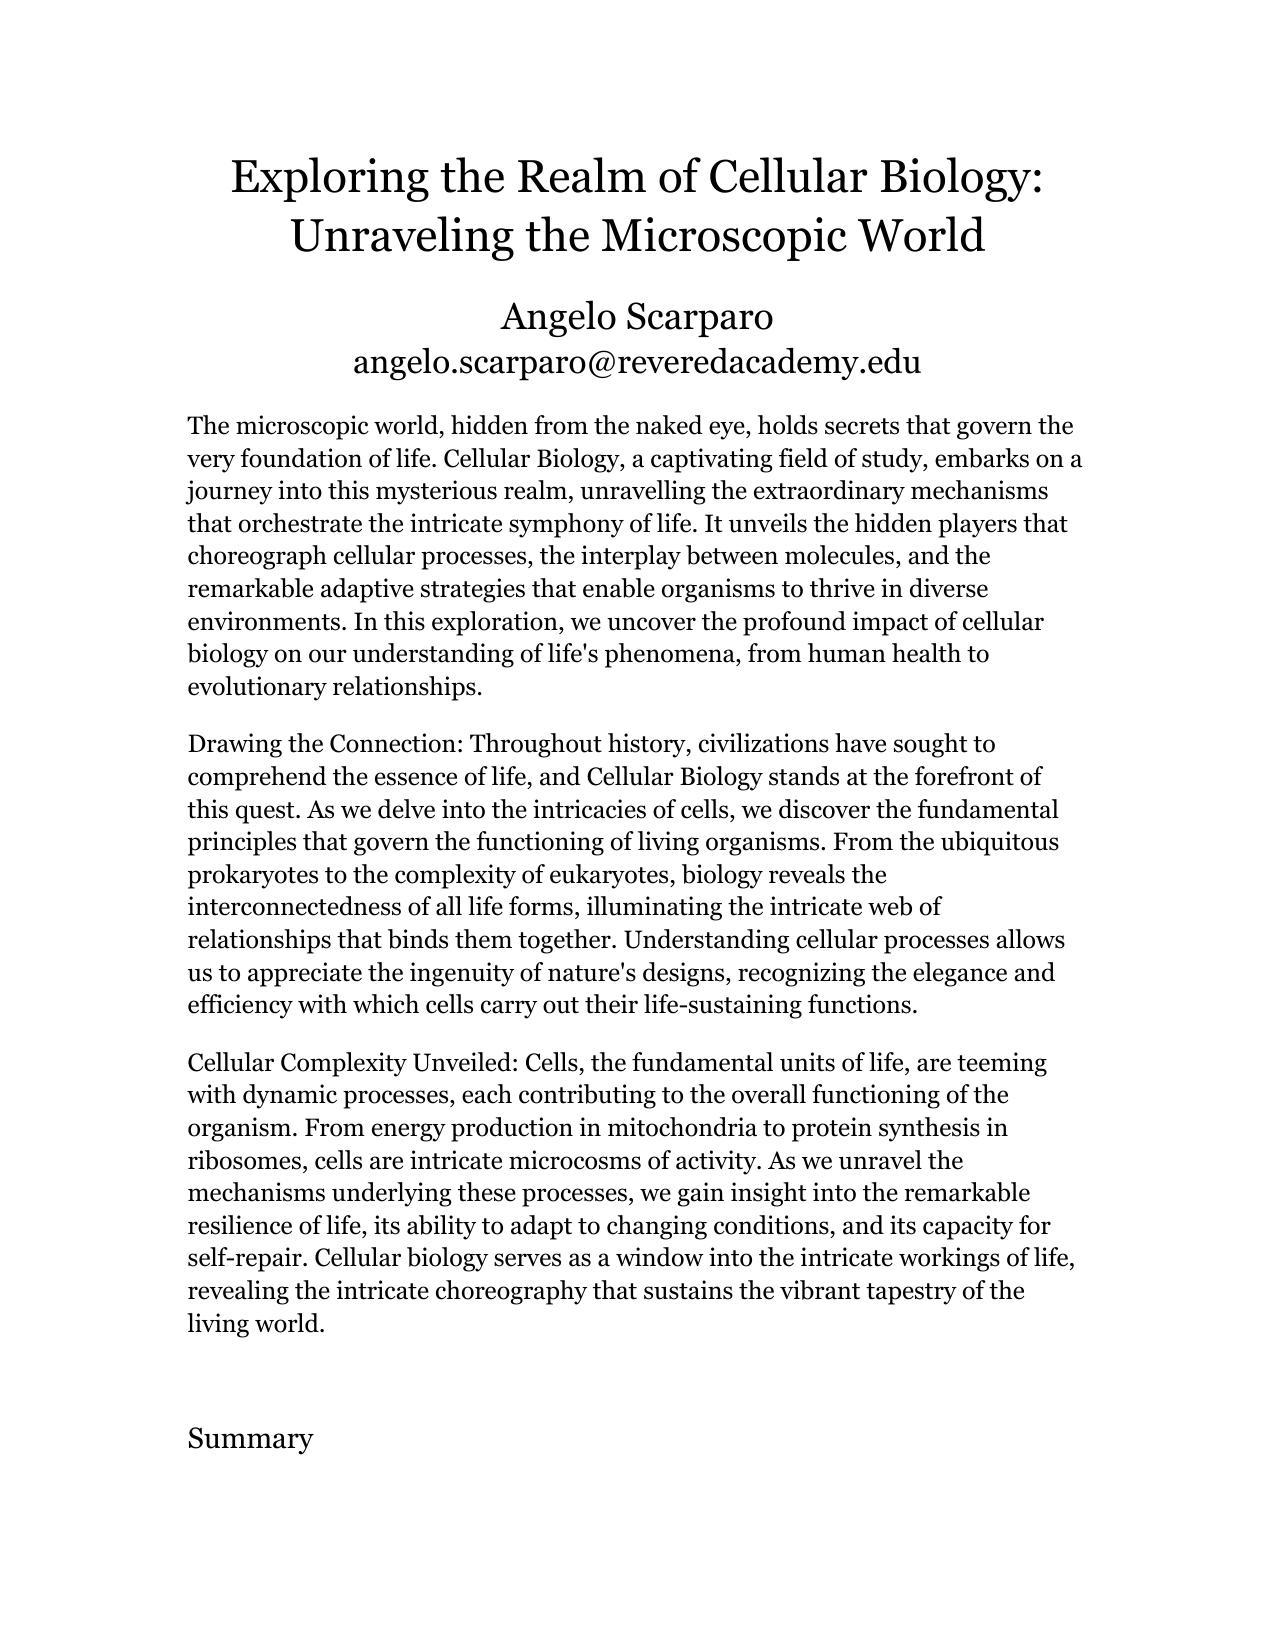 Exploring the Realm of Cellular Biology:
Unraveling the Microscopic World
Angelo Scarparo
angelo.scarparo@reveredacademy.edu
The microscopic world, hidden from the naked eye, holds secrets that govern the
very foundation of life. Cellular Biology, a captivating field of study, embarks on a
journey into this mysterious realm, unravelling the extraordinary mechanisms
that orchestrate the intricate symphony of life. It unveils the hidden players that
choreograph cellular processes, the interplay between molecules, and the
remarkable adaptive strategies that enable organisms to thrive in diverse
environments. In this exploration, we uncover the profound impact of cellular
biology on our understanding of life's phenomena, from human health to
evolutionary relationships.
Drawing the Connection: Throughout history, civilizations have sought to
comprehend the essence of life, and Cellular Biology stands at the forefront of
this quest. As we delve into the intricacies of cells, we discover the fundamental
principles that govern the functioning of living organisms. From the ubiquitous
prokaryotes to the complexity of eukaryotes, biology reveals the
interconnectedness of all life forms, illuminating the intricate web of
relationships that binds them together. Understanding cellular processes allows
us to appreciate the ingenuity of nature's designs, recognizing the elegance and
efficiency with which cells carry out their life-sustaining functions.
Cellular Complexity Unveiled: Cells, the fundamental units of life, are teeming
with dynamic processes, each contributing to the overall functioning of the
organism. From energy production in mitochondria to protein synthesis in
ribosomes, cells are intricate microcosms of activity. As we unravel the
mechanisms underlying these processes, we gain insight into the remarkable
resilience of life, its ability to adapt to changing conditions, and its capacity for
self-repair. Cellular biology serves as a window into the intricate workings of life,
revealing the intricate choreography that sustains the vibrant tapestry of the
living world.
Summary